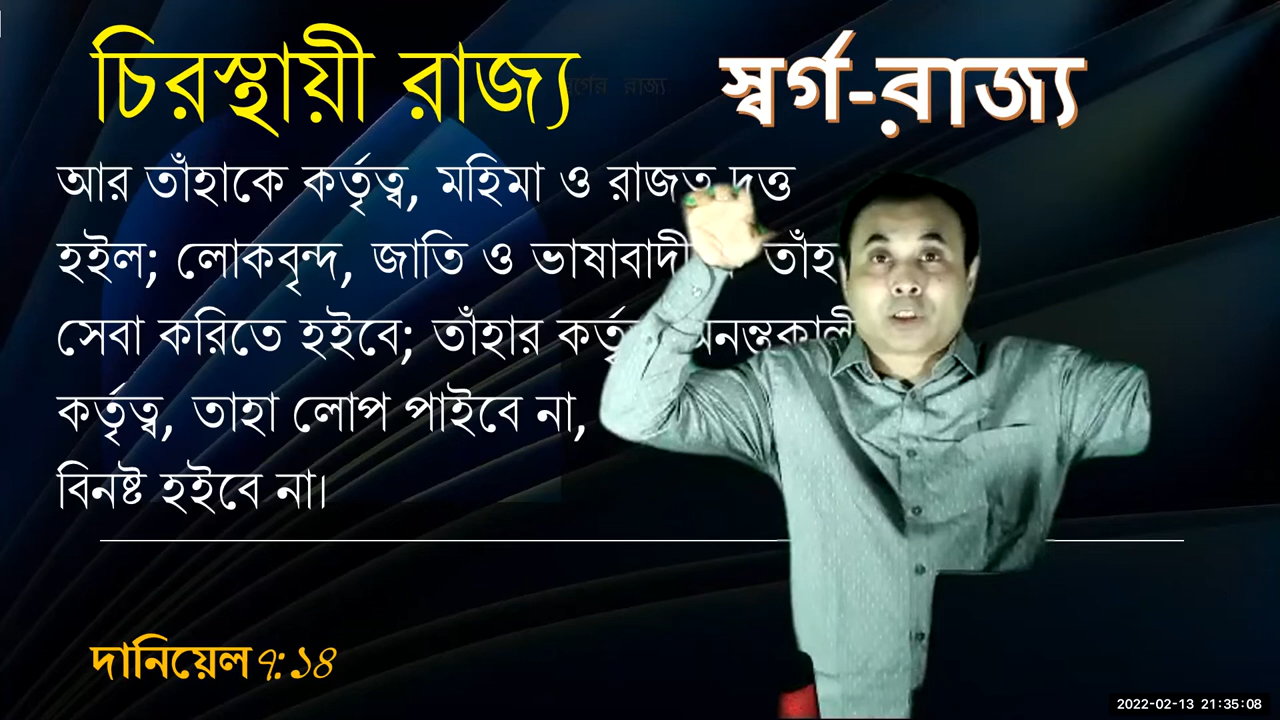 চিরস্থায়ী রাজ্য
স্বর্গ-রাজ্য
রাজ্য
আর তাঁহাকে কর্তৃত্ব, মহিমা ও রাজত্ব দত্ত
হইল; লোকবৃন্দ, জাতি ও ভাষাবাদী
সেবা করিতে হইবে; তাঁহার
কর্তৃত্ব, তাহা লোপ পাইবে না,
বিনষ্ট হইবে না।
দানিয়েল ৭:১৪
2022-02-13 21:35:08